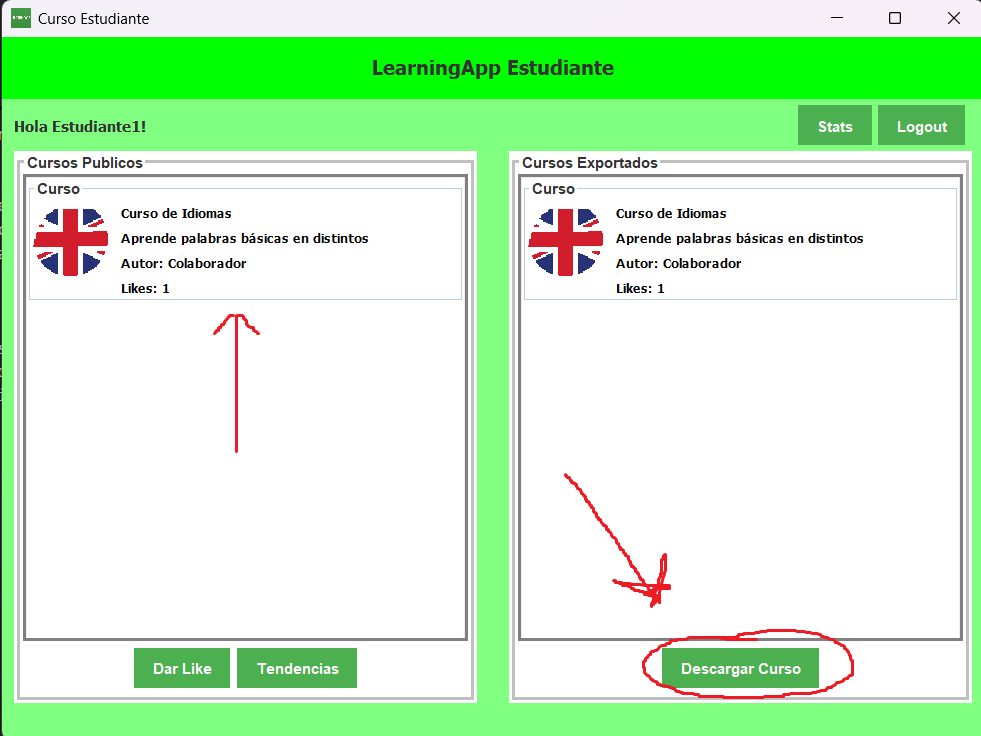 Curso Estudiante
LearningApp Estudiante
Hola Estudiante1!
Stats
Logout
Cursos Publicos
Curso
Curso de Idiomas
Aprende palabras básicas en distintos
Autor: Colaborador
Likes: 1
Dar Like
Tendencias
Cursos Exportados
Curso
Curso de Idiomas
Aprende palabras básicas en distintos
Autor: Colaborador
Likes: 1
Descargar Curso